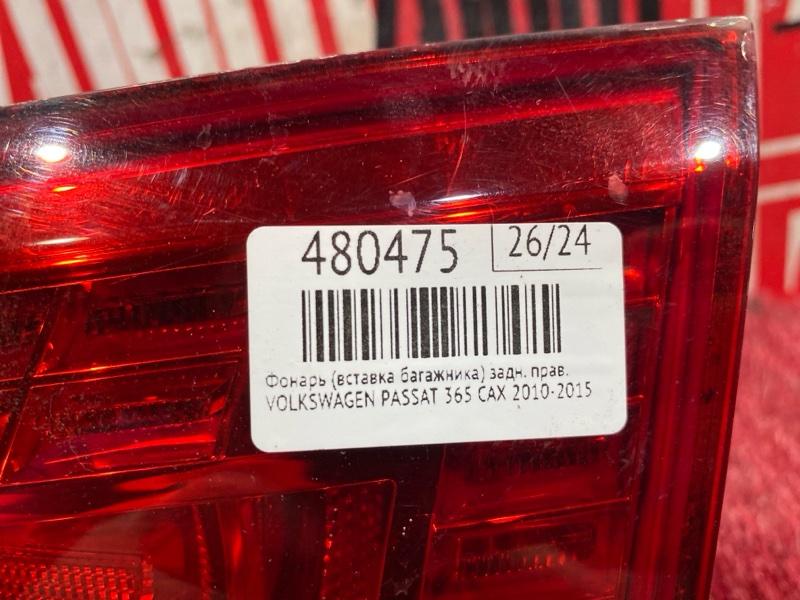 480475 26/24
Фонарь (вставка багажника) задн. прав.
VOLKSWAGEN PASSAT 365 CAX 2010-2015